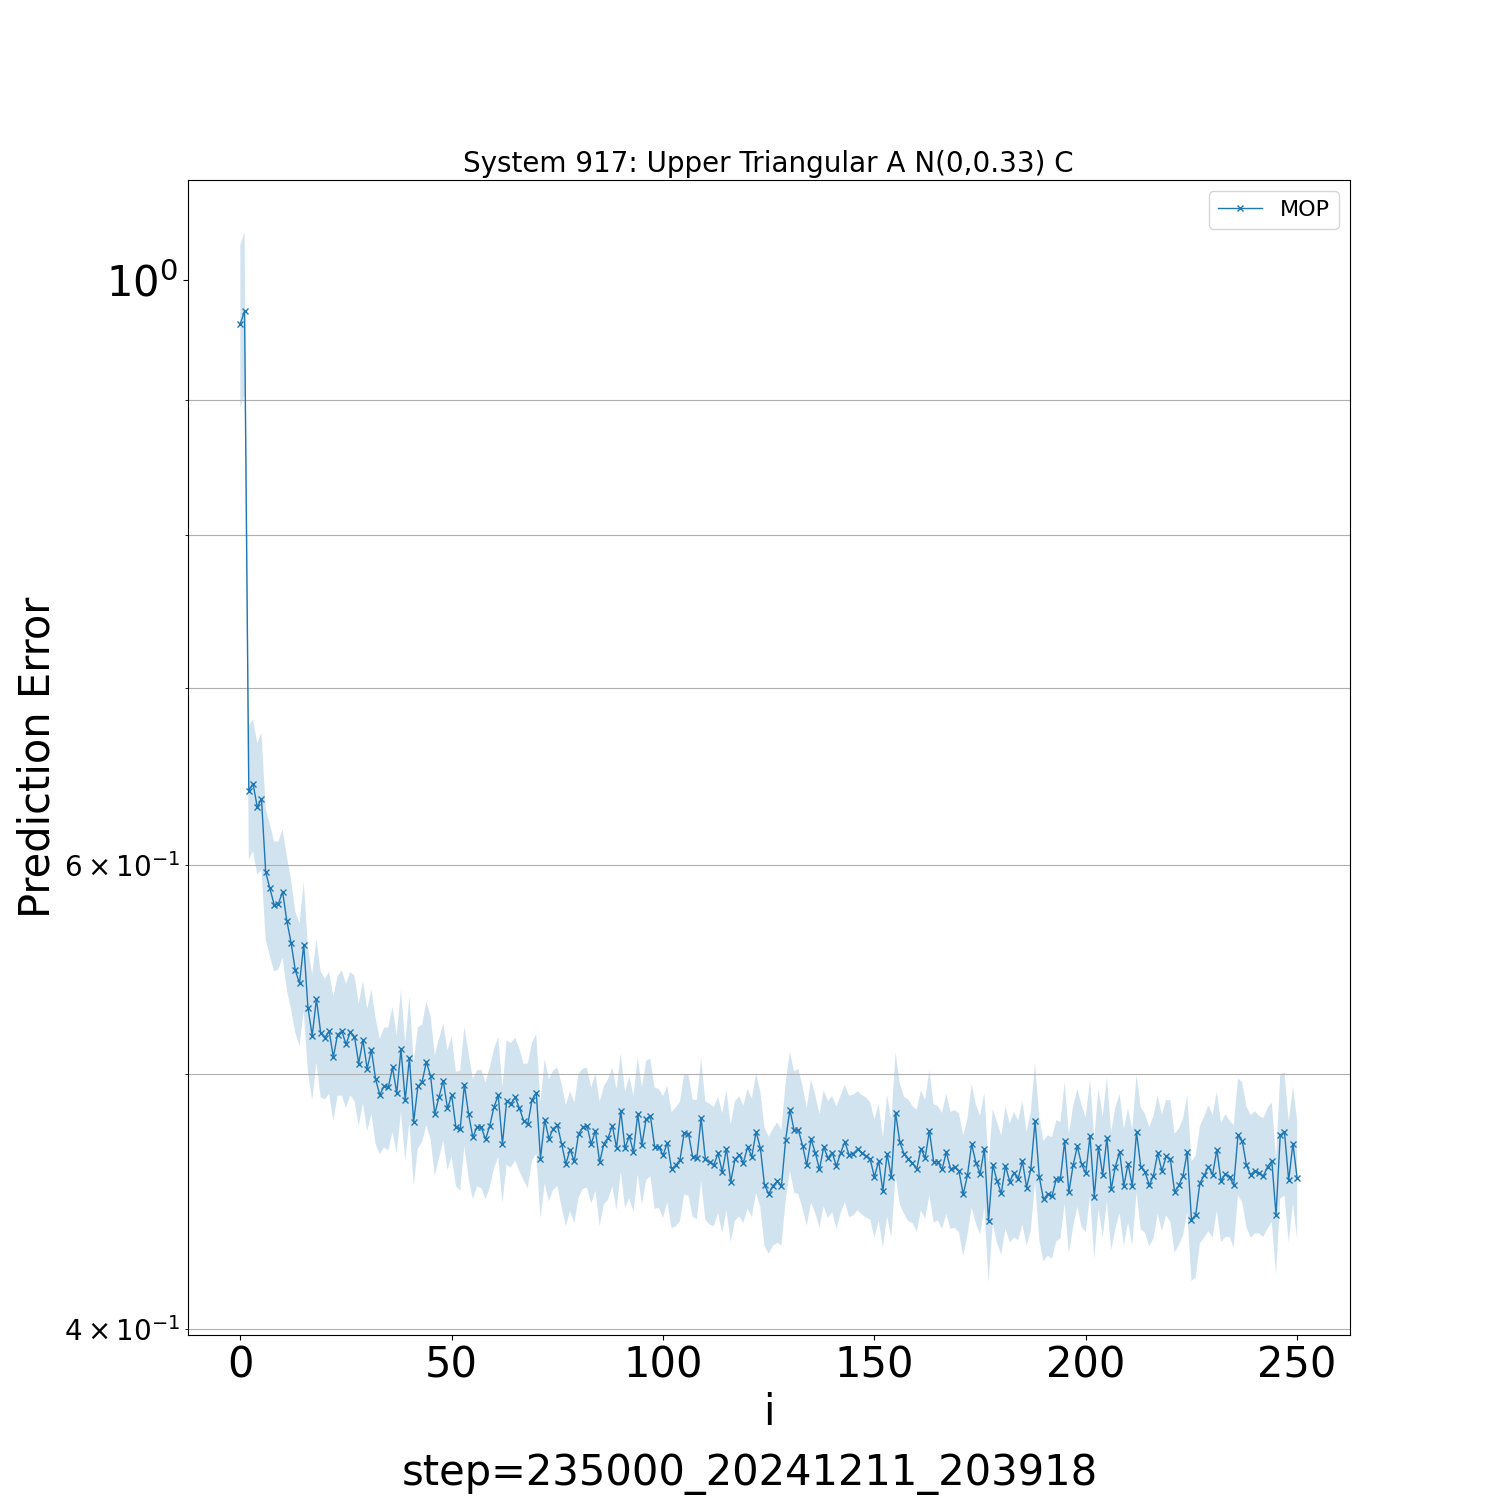 System 917: Upper Triangular A N(0,0.33) C
MOP
10⁰
6 × 10⁻¹
4 × 10⁻¹
Prediction Error
0 50 100 150 200 250
i
step=235000_20241211_203918